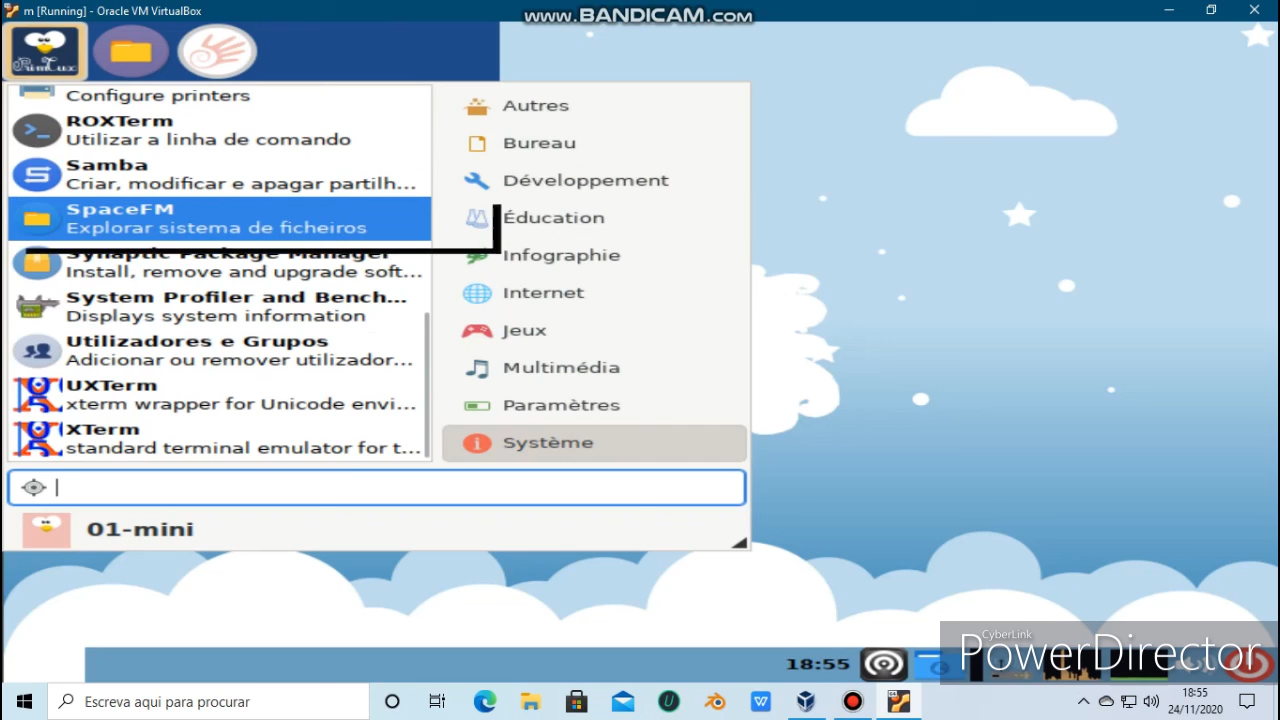 m [Running] - Oracle VM VirtualBox
www.BANDICAM.com
PrimTux
Configure printers
ROXTerm
Utilizar a linha de comando
Samba
Criar, modificar e apagar partilh...
SpaceFM
Explorar sistema de ficheiros
Synaptic Package Manager
Install, remove and upgrade soft...
System Profiler and Bench...
Displays system information
Utilizadores e Grupos
Adicionar ou remover utilizador...
UXTerm
xterm wrapper for Unicode envi...
XTerm
standard terminal emulator for t...
Autres
Bureau
Développement
Éducation
Infographie
Internet
Jeux
Multimédia
Paramètres
Système
01-mini
18:55
CyberLink
PowerDirector
Escreva aqui para procurar
18:55
24/11/2020